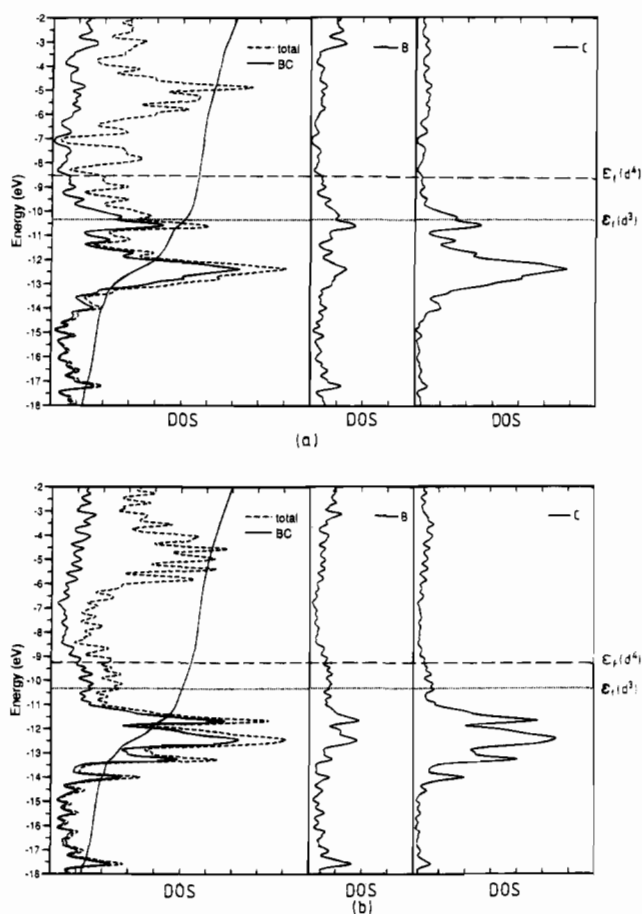 -2
-3
-4
-5
-6
-7
-8
-9
-10
-11
-12
-13
-14
-15
-16
-17
-18
Energy (eV)
total
BC
B
C
εf(d4)
εf(d3)
DOS
DOS
DOS
(a)
-2
-3
-4
-5
-6
-7
-8
-9
-10
-11
-12
-13
-14
-15
-16
-17
-18
Energy (eV)
total
BC
B
C
εf(d4)
εf(d3)
DOS
DOS
DOS
(b)